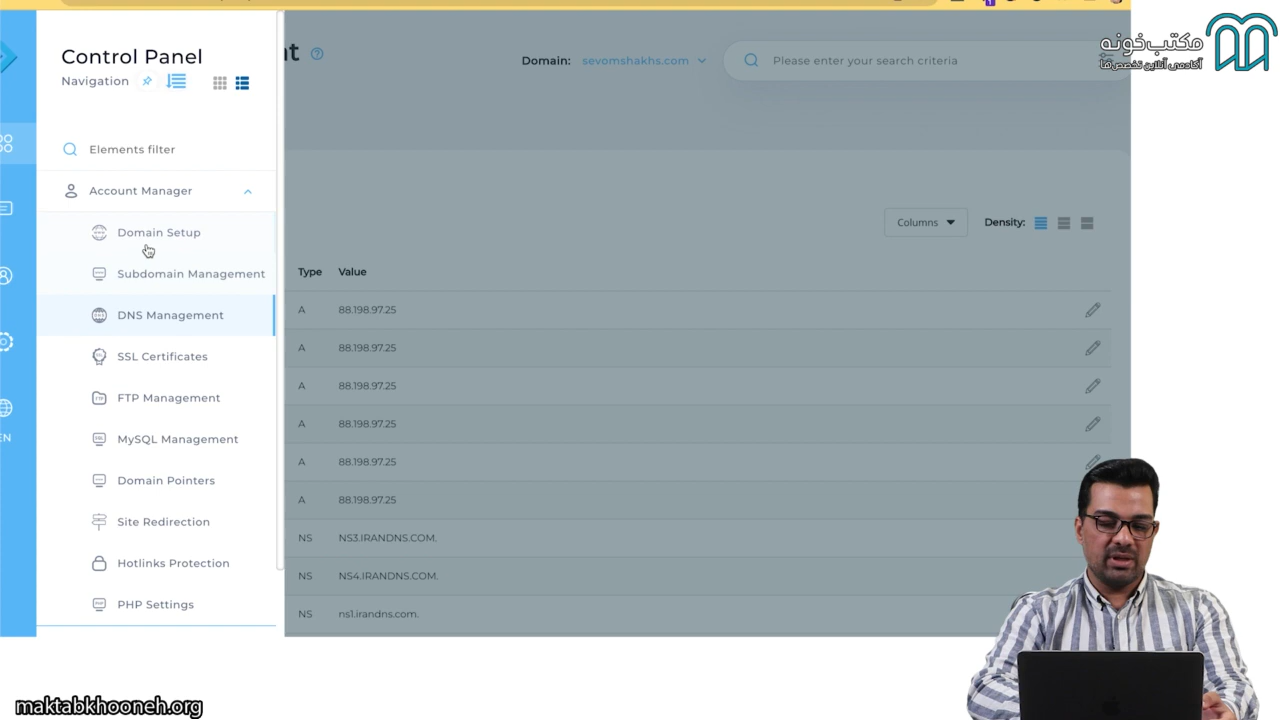 Control Panel
Navigation
Elements filter
Account Manager
Domain Setup
Subdomain Management
DNS Management
SSL Certificates
FTP Management
MySQL Management
Domain Pointers
Site Redirection
Hotlinks Protection
PHP Settings
EN
nt
Domain: sevomshakhs.com
Please enter your search criteria
Columns
Density:
Type Value
A 88.198.97.25
A 88.198.97.25
A 88.198.97.25
A 88.198.97.25
A 88.198.97.25
A 88.198.97.25
NS NS3.IRANDNS.COM.
NS NS4.IRANDNS.COM.
NS ns1.irandns.com.
مکتب‌خونه
آکادمی آنلاین تخصص‌ها
maktabkhooneh.org